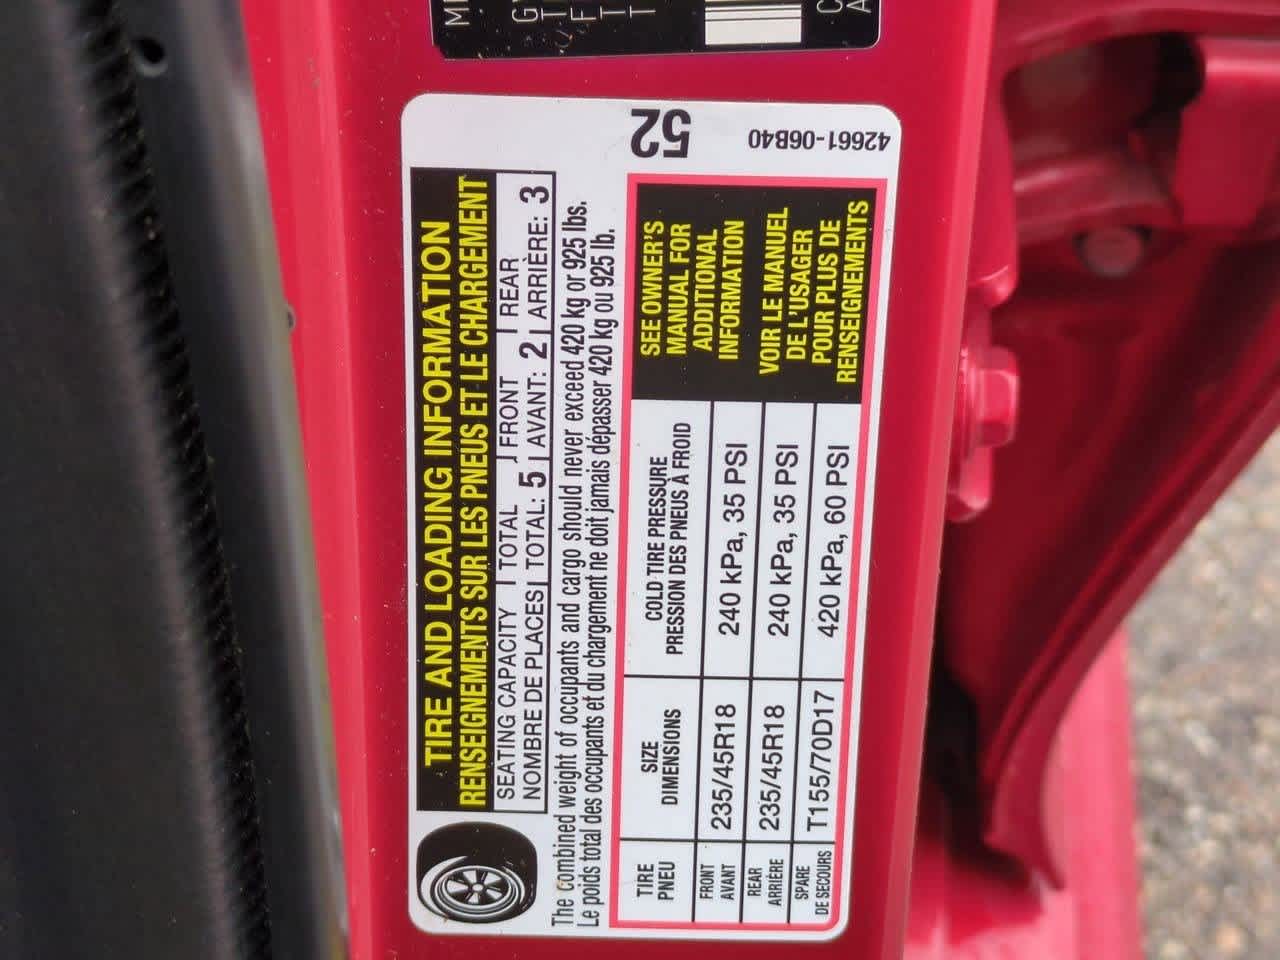 TIRE AND LOADING INFORMATION
RENSEIGNEMENTS SUR LES PNEUS ET LE CHARGEMENT
SEATING CAPACITY | TOTAL | FRONT | REAR
NOMBRE DE PLACES | TOTAL: 5 | AVANT: 2 | ARRIÈRE: 3
The combined weight of occupants and cargo should never exceed 420 kg or 925 lbs.
Le poids total des occupants et du chargement ne doit jamais dépasser 420 kg ou 925 lb.
TIRE SIZE COLD TIRE PRESSURE
PNEU DIMENSIONS PRESSION DES PNEUS À FROID
FRONT
AVANT 235/45R18 240 kPa, 35 PSI
REAR
ARRIÈRE 235/45R18 240 kPa, 35 PSI
SPARE
DE SECOURS T155/70D17 420 kPa, 60 PSI
SEE OWNER'S
MANUAL FOR
ADDITIONAL
INFORMATION
VOIR LE MANUEL
DE L'USAGER
POUR PLUS DE
RENSEIGNEMENTS
52
42661-06B40